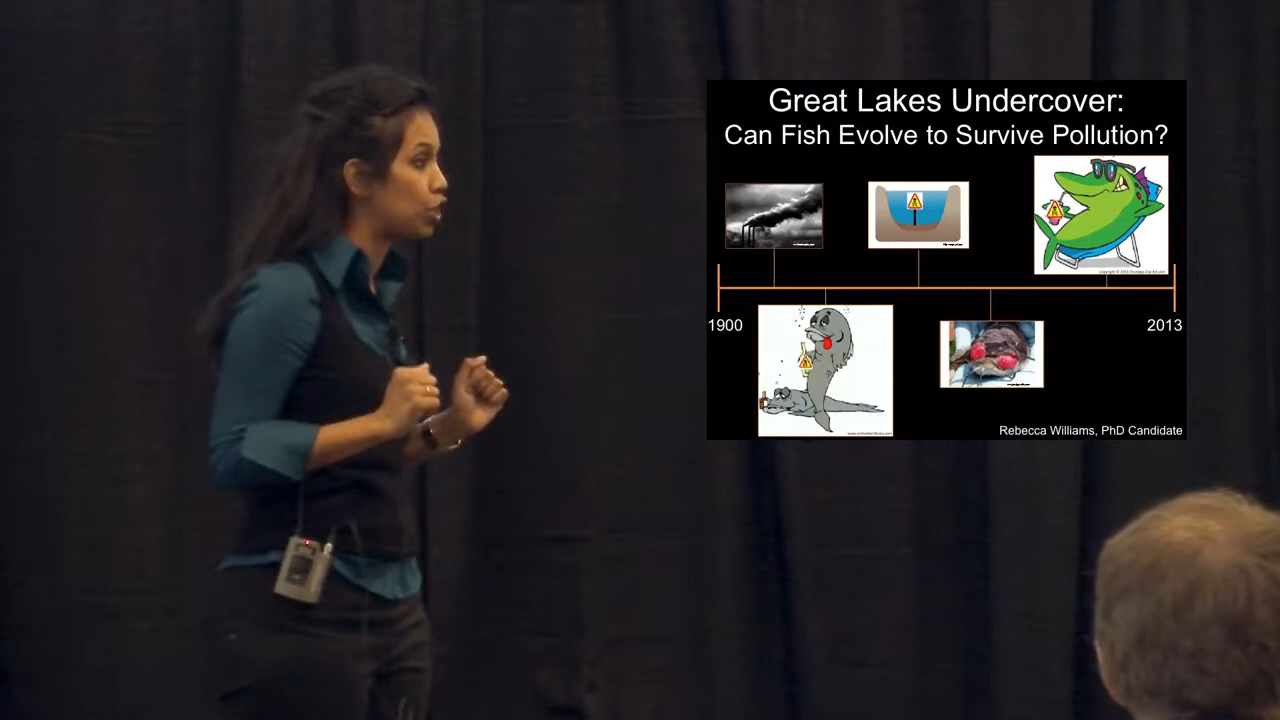 Great Lakes Undercover:
Can Fish Evolve to Survive Pollution?
1900
2013
Rebecca Williams, PhD Candidate